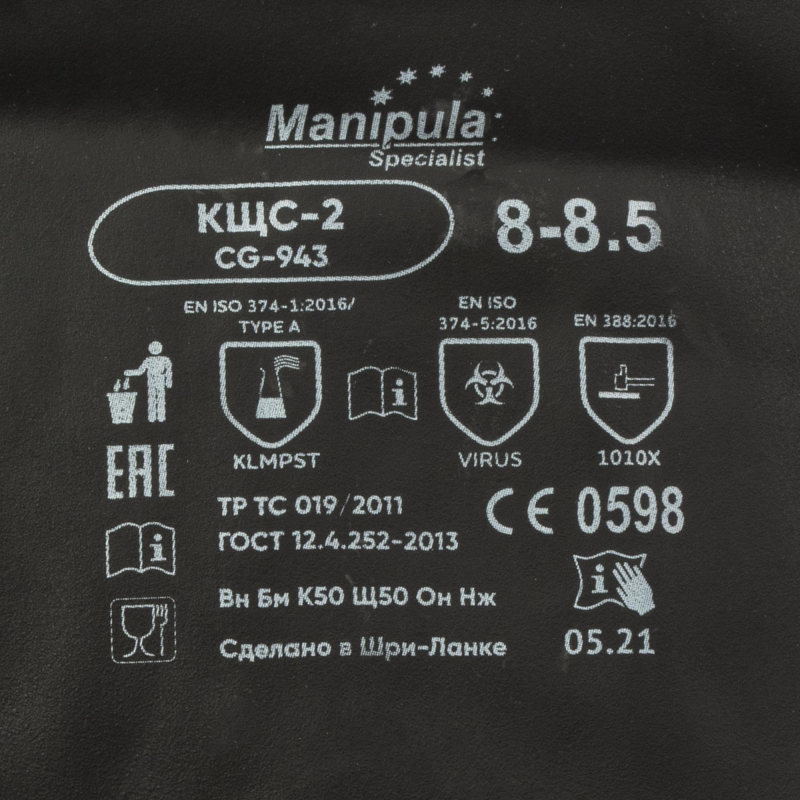 Manipula
Specialist
КЩС-2
CG-943
8-8.5
EN ISO 374-1:2016/
TYPE A
EN ISO
374-5:2016
EN 388:2016
KLMPST
VIRUS
1010X
EAC
ТР ТС 019/2011
ГОСТ 12.4.252-2013
CE 0598
Вн Бм К50 Щ50 Он Нж
Сделано в Шри-Ланке
05.21